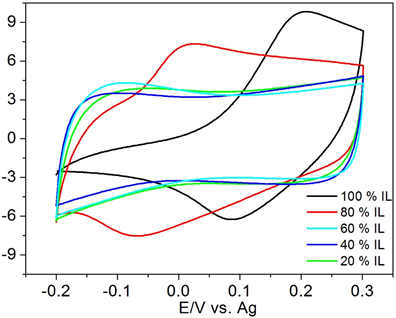 9
6
3
0
-3
-6
-9
100 % IL
80 % IL
60 % IL
40 % IL
20 % IL
-0.2 -0.1 0.0 0.1 0.2 0.3
E/V vs. Ag